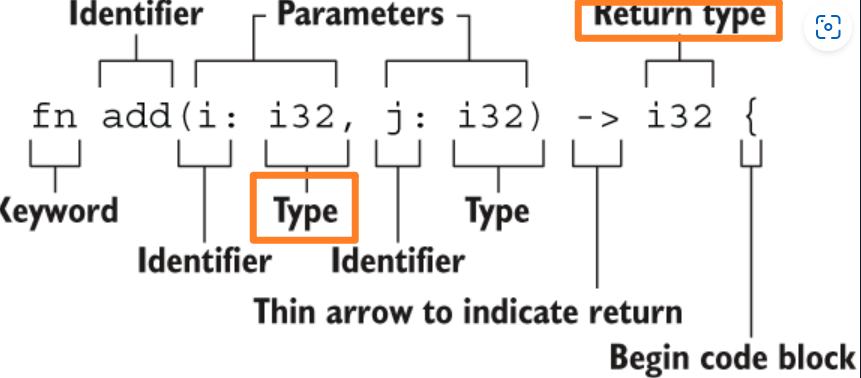 Identifier
Parameters
Return type
fn add(i: i32, j: i32) -> i32 {
Keyword
Type
Type
Identifier
Identifier
Thin arrow to indicate return
Begin code block